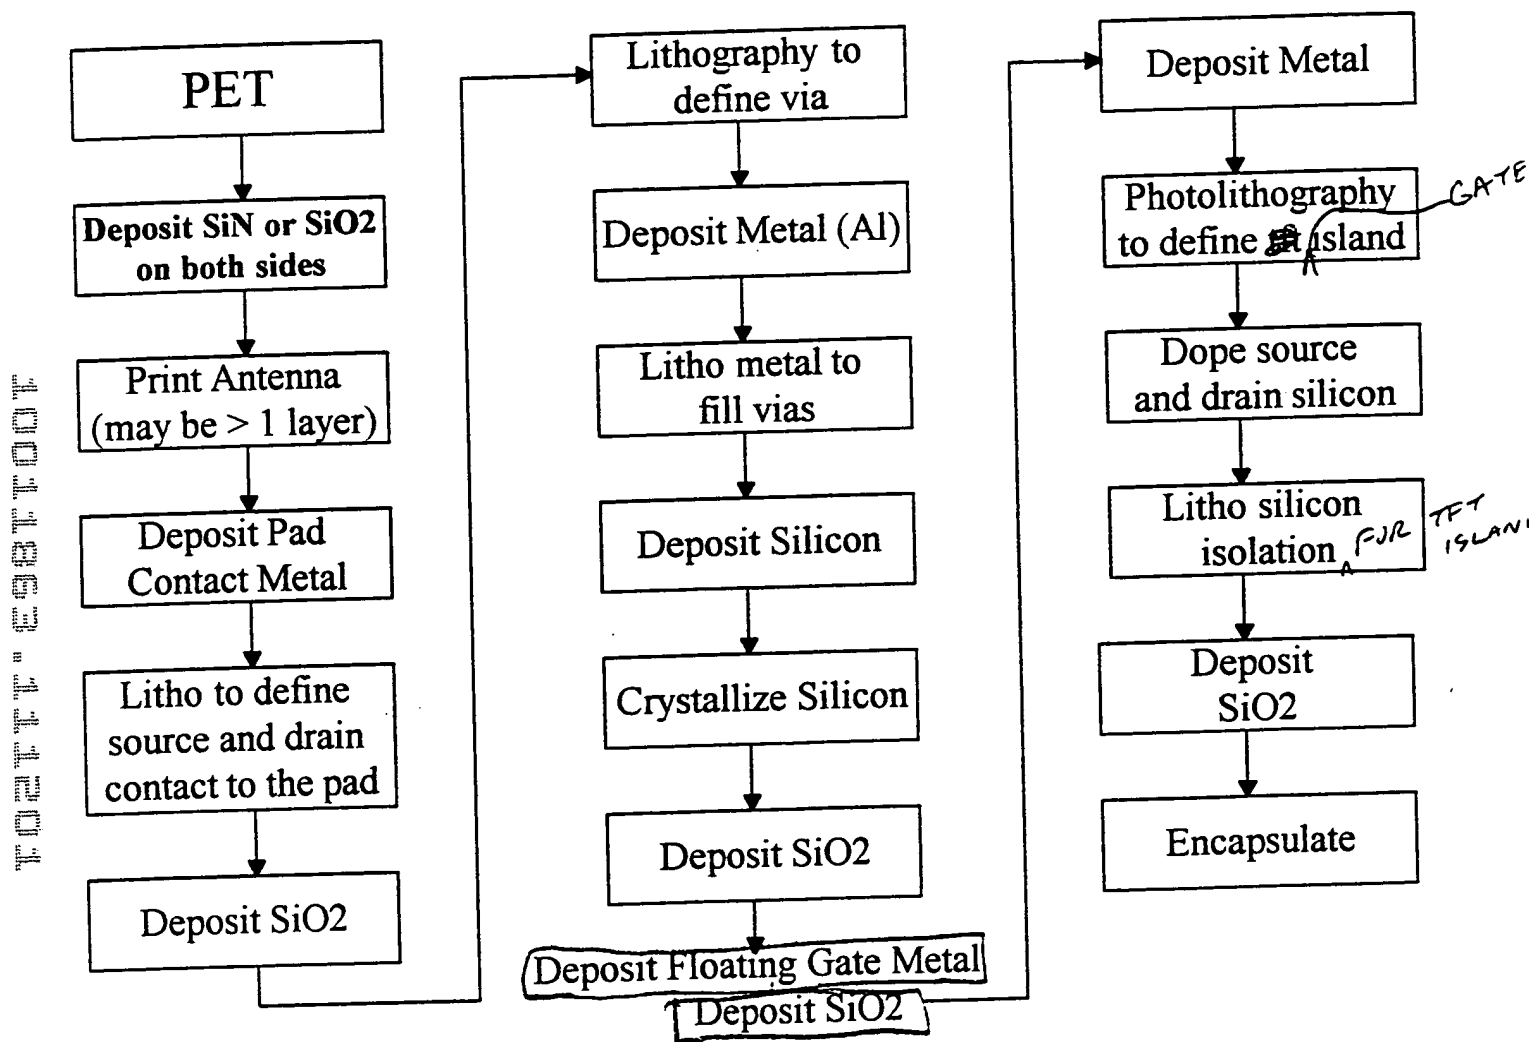 PET
Deposit SiN or SiO2
on both sides
Print Antenna
(may be > 1 layer)
Deposit Pad
Contact Metal
Litho to define
source and drain
contact to the pad
Deposit SiO2
Lithography to
define via
Deposit Metal (Al)
Litho metal to
fill vias
Deposit Silicon
Crystallize Silicon
Deposit SiO2
Deposit Floating Gate Metal
Deposit SiO2
Deposit Metal
Photolithography
to define island
GATE
Dope source
and drain silicon
Litho silicon
isolation FOR TFT
ISLAND
Deposit
SiO2
Encapsulate
10011863.111201